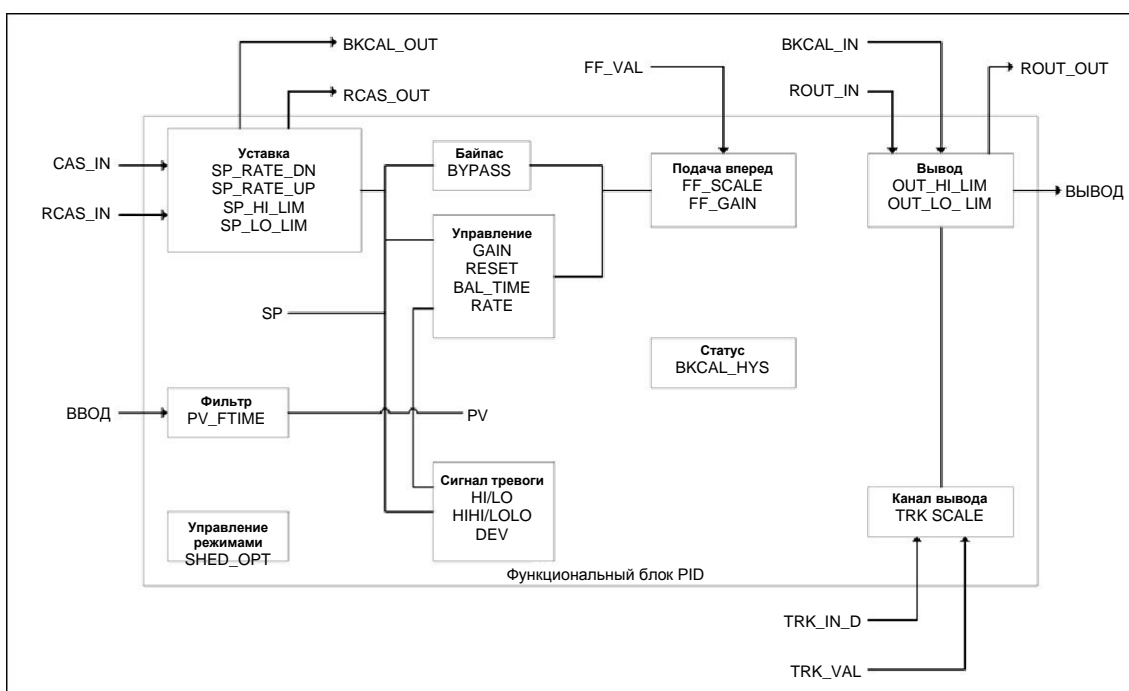 BKCAL_OUT
BKCAL_IN
FF_VAL
ROUT_OUT
RCAS_OUT
ROUT_IN
CAS_IN
RCAS_IN
Уставка
SP_RATE_DN
SP_RATE_UP
SP_HI_LIM
SP_LO_LIM
Байпас
BYPASS
Подача вперед
FF_SCALE
FF_GAIN
Вывод
OUT_HI_LIM
OUT_LO_ LIM
ВЫВОД
Управление
GAIN
RESET
BAL_TIME
RATE
SP
Статус
BKCAL_HYS
ВВОД
Фильтр
PV_FTIME
PV
Сигнал тревоги
HI/LO
HIHI/LOLO
DEV
Канал вывода
TRK SCALE
Управление
режимами
SHED_OPT
Функциональный блок PID
TRK_IN_D
TRK_VAL